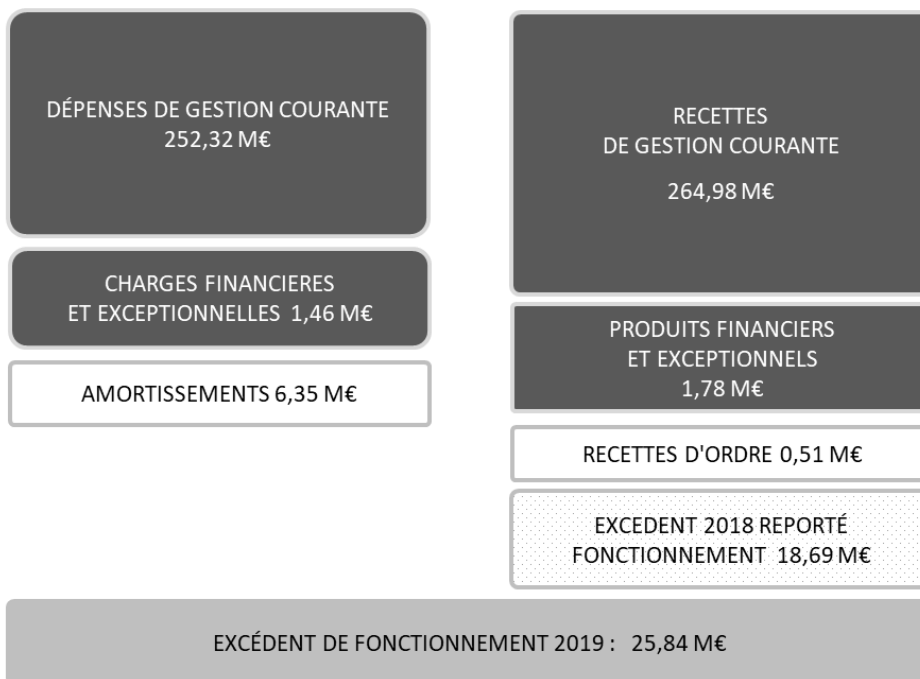 DÉPENSES DE GESTION COURANTE
252,32 M€
CHARGES FINANCIERES
ET EXCEPTIONNELLES 1,46 M€
AMORTISSEMENTS 6,35 M€
RECETTES
DE GESTION COURANTE
264,98 M€
PRODUITS FINANCIERS
ET EXCEPTIONNELS
1,78 M€
RECETTES D'ORDRE 0,51 M€
EXCEDENT 2018 REPORTÉ
FONCTIONNEMENT 18,69 M€
EXCÉDENT DE FONCTIONNEMENT 2019 : 25,84 M€